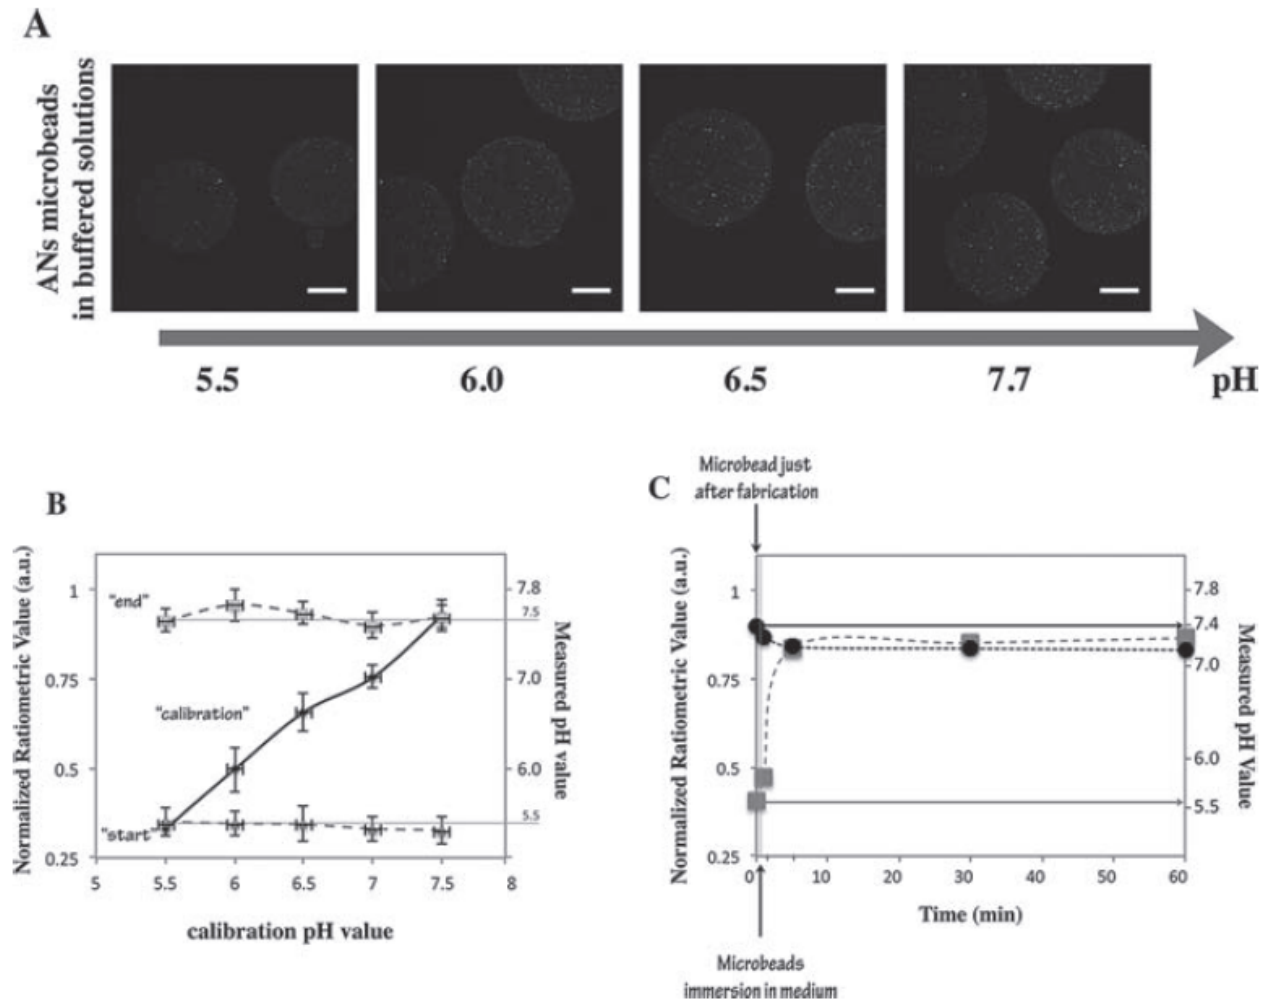 A
ANs microbeads
in buffered solutions
5.5 6.0 6.5 7.7 pH
B
Normalized Ratiometric Value (a.u.)
1
0.75
0.5
0.25
"end"
"calibration"
"start"
7.8
7.5
7.0
6.0
5.5
Measured pH value
5 5.5 6 6.5 7 7.5 8
calibration pH value
C
Microbead just
after fabrication
Normalized Ratiometric Value (a.u.)
1
0.75
0.5
0.25
7.8
7.4
7.0
6.0
5.5
Measured pH Value
0 10 20 30 40 50 60
Time (min)
Microbeads
immersion in medium